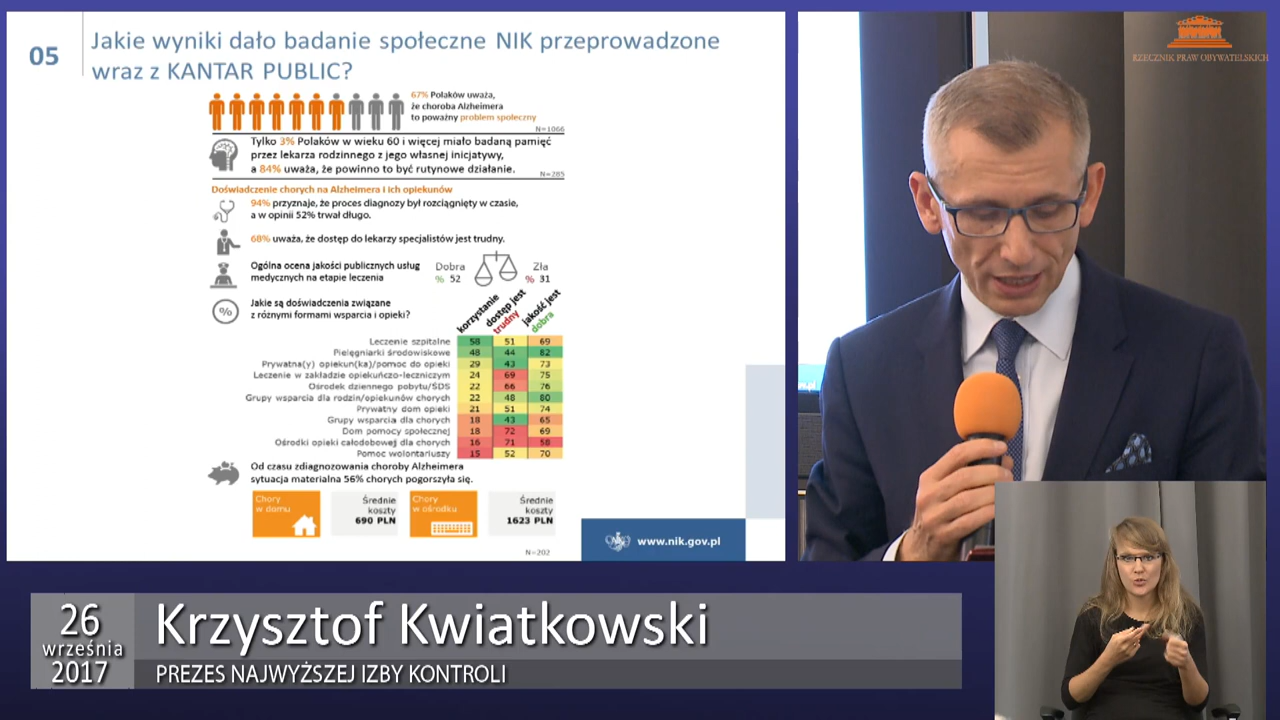 05
Jakie wyniki dało badanie społeczne NIK przeprowadzone
wraz z KANTAR PUBLIC?
67% Polaków uważa,
że choroba Alzheimera
to poważny problem społeczny
N=1066
Tylko 3% Polaków w wieku 60 i więcej miało badaną pamięć
przez lekarza rodzinnego z jego własnej inicjatywy,
a 84% uważa, że powinno to być rutynowe działanie.
N=285
Doświadczenie chorych na Alzheimera i ich opiekunów
94% przyznaje, że proces diagnozy był rozciągnięty w czasie,
a w opinii 52% trwał długo.
68% uważa, że dostęp do lekarzy specjalistów jest trudny.
Ogólna ocena jakości publicznych usług
medycznych na etapie leczenia
Dobra
% 52
Zła
% 31
Jakie są doświadczenia związane
z różnymi formami wsparcia i opieki?
%
korzystanie
dostęp jest
trudny
jakość jest
dobra
Leczenie szpitalne 58 51 69
Pielęgniarki środowiskowe 48 44 82
Prywatna(y) opiekun(ka)/pomoc do opieki 29 43 73
Leczenie w zakładzie opiekuńczo-leczniczym 24 69 75
Ośrodek dziennego pobytu/ŚDS 22 66 76
Grupy wsparcia dla rodzin/opiekunów chorych 22 48 80
Prywatny dom opieki 21 51 74
Grupy wsparcia dla chorych 18 43 65
Dom pomocy społecznej 18 72 69
Ośrodki opieki całodobowej dla chorych 16 71 58
Pomoc wolontariuszy 15 52 70
Od czasu zdiagnozowania choroby Alzheimera
sytuacja materialna 56% chorych pogorszyła się.
Chory
w domu
Średnie
koszty
690 PLN
Chory
w ośrodku
Średnie
koszty
1623 PLN
N=202
www.nik.gov.pl
RZECZNIK PRAW OBYWATELSKICH
26
września
2017
Krzysztof Kwiatkowski
PREZES NAJWYŻSZEJ IZBY KONTROLI